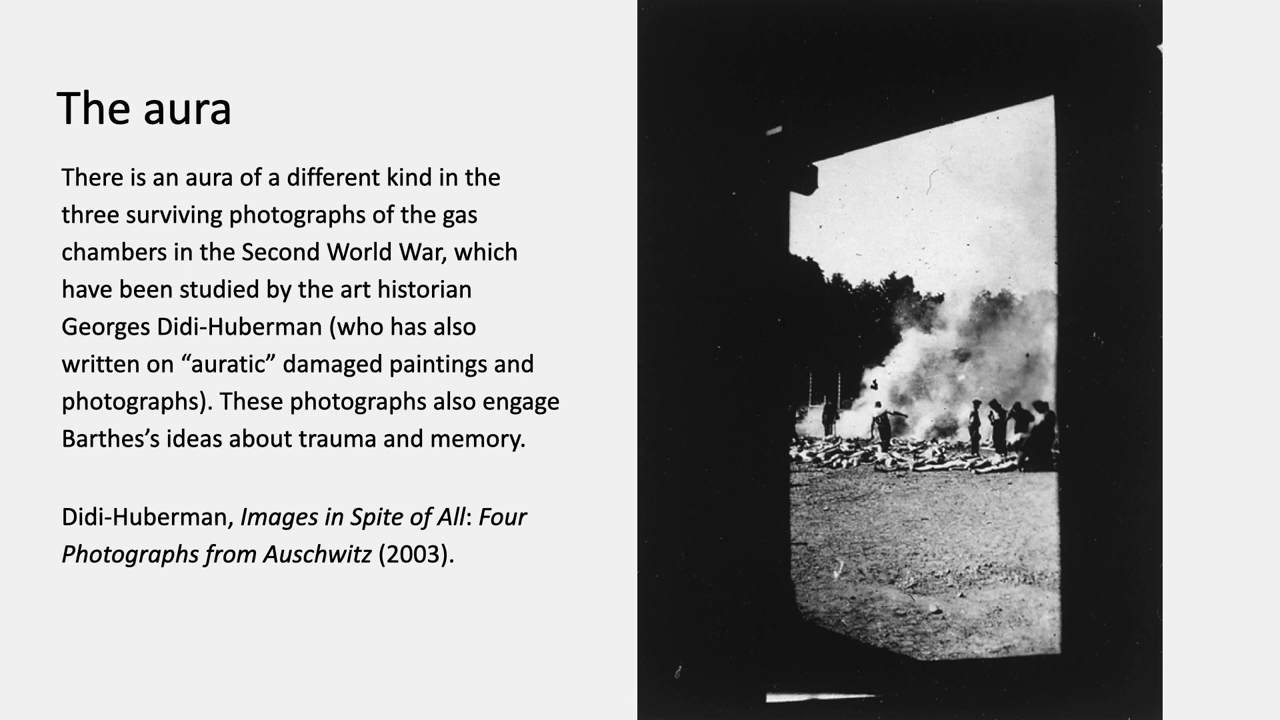 The aura
There is an aura of a different kind in the
three surviving photographs of the gas
chambers in the Second World War, which
have been studied by the art historian
Georges Didi-Huberman (who has also
written on “auratic” damaged paintings and
photographs). These photographs also engage
Barthes’s ideas about trauma and memory.
Didi-Huberman, Images in Spite of All: Four
Photographs from Auschwitz (2003).